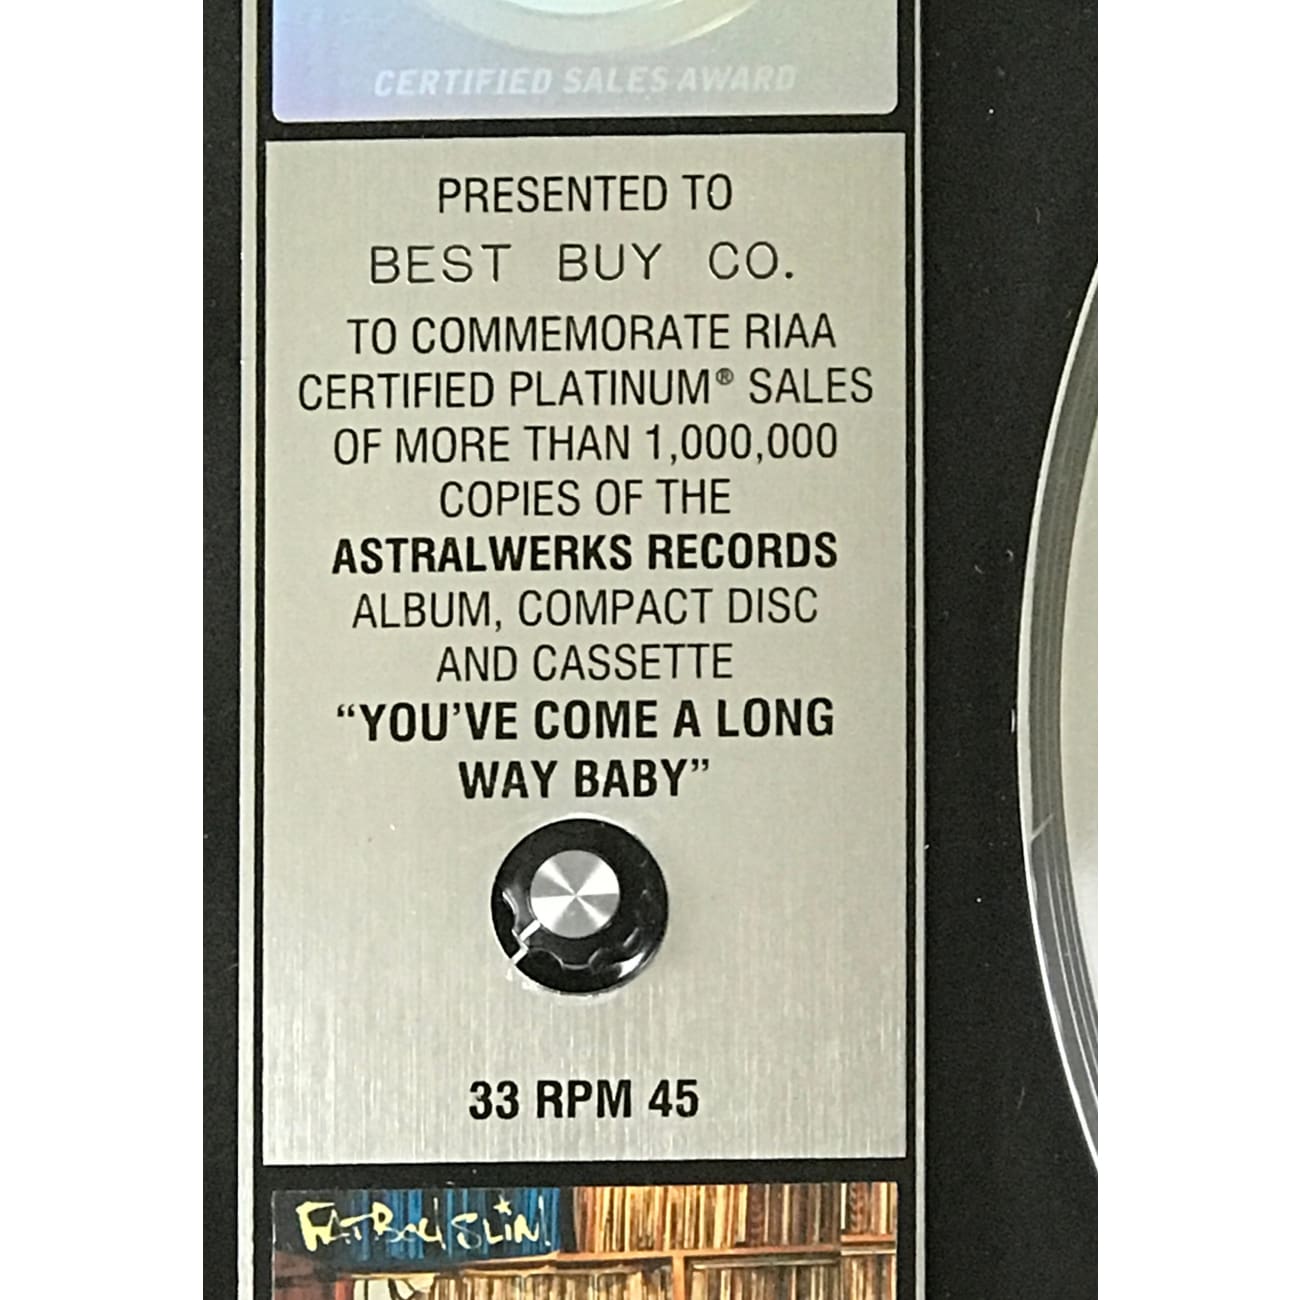 CERTIFIED SALES AWARD
PRESENTED TO
BEST BUY CO.
TO COMMEMORATE RIAA
CERTIFIED PLATINUM® SALES
OF MORE THAN 1,000,000
COPIES OF THE
ASTRALWERKS RECORDS
ALBUM, COMPACT DISC
AND CASSETTE
“YOU’VE COME A LONG
WAY BABY”
33 RPM 45
FATBOY SLIM